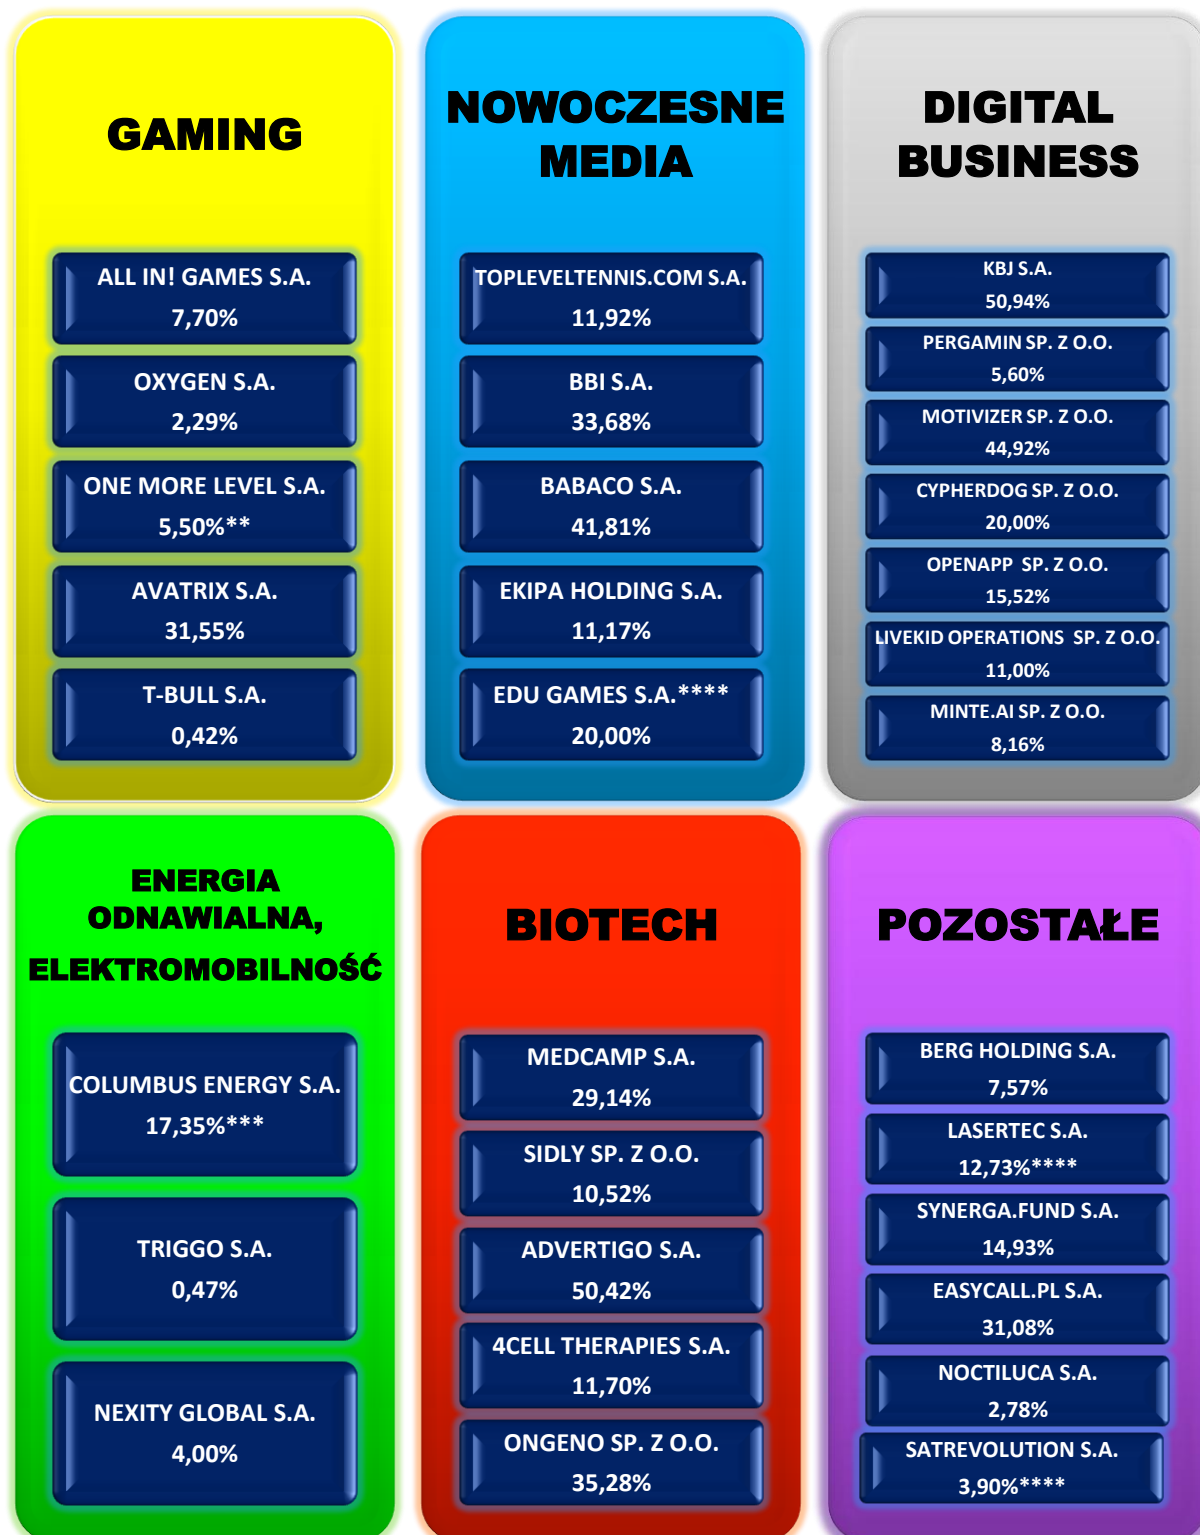 GAMING
ALL IN! GAMES S.A.
7,70%
OXYGEN S.A.
2,29%
ONE MORE LEVEL S.A.
5,50%**
AVATRIX S.A.
31,55%
T-BULL S.A.
0,42%
NOWOCZESNE
MEDIA
TOPLEVELTENNIS.COM S.A.
11,92%
BBI S.A.
33,68%
BABACO S.A.
41,81%
EKIPA HOLDING S.A.
11,17%
EDU GAMES S.A.****
20,00%
DIGITAL
BUSINESS
KBJ S.A.
50,94%
PERGAMIN SP. Z O.O.
5,60%
MOTIVIZER SP. Z O.O.
44,92%
CYPHERDOG SP. Z O.O.
20,00%
OPENAPP SP. Z O.O.
15,52%
LIVEKID OPERATIONS SP. Z O.O.
11,00%
MINTE.AI SP. Z O.O.
8,16%
ENERGIA
ODNAWIALNA,
ELEKTROMOBILNOŚĆ
COLUMBUS ENERGY S.A.
17,35%***
TRIGGO S.A.
0,47%
NEXITY GLOBAL S.A.
4,00%
BIOTECH
MEDCAMP S.A.
29,14%
SIDLY SP. Z O.O.
10,52%
ADVERTIGO S.A.
50,42%
4CELL THERAPIES S.A.
11,70%
ONGENO SP. Z O.O.
35,28%
POZOSTAŁE
BERG HOLDING S.A.
7,57%
LASERTEC S.A.
12,73%****
SYNERGA.FUND S.A.
14,93%
EASYCALL.PL S.A.
31,08%
NOCTILUCA S.A.
2,78%
SATREVOLUTION S.A.
3,90%****